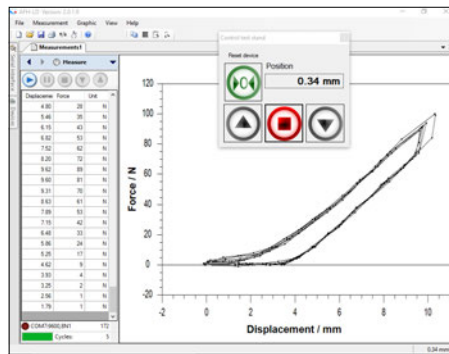 File Measurement Graphic View Help
Measurements1
Measure
Displaceme Force Unit
4.80 28 N
5.46 35 N
6.15 43 N
6.82 53 N
7.52 62 N
8.20 72 N
9.62 89 N
9.60 81 N
9.31 70 N
8.63 61 N
7.89 53 N
7.19 42 N
6.48 33 N
5.86 24 N
5.25 17 N
4.62 9 N
3.93 4 N
3.25 2 N
2.56 1 N
1.79 1 N
172
Cycles: 5
Control test stand
Reset device
Position
0.34 mm
>0<
Force / N
120
100
80
60
40
20
0
-20
-2 0 2 4 6 8 10
Displacement / mm
0.34 mm